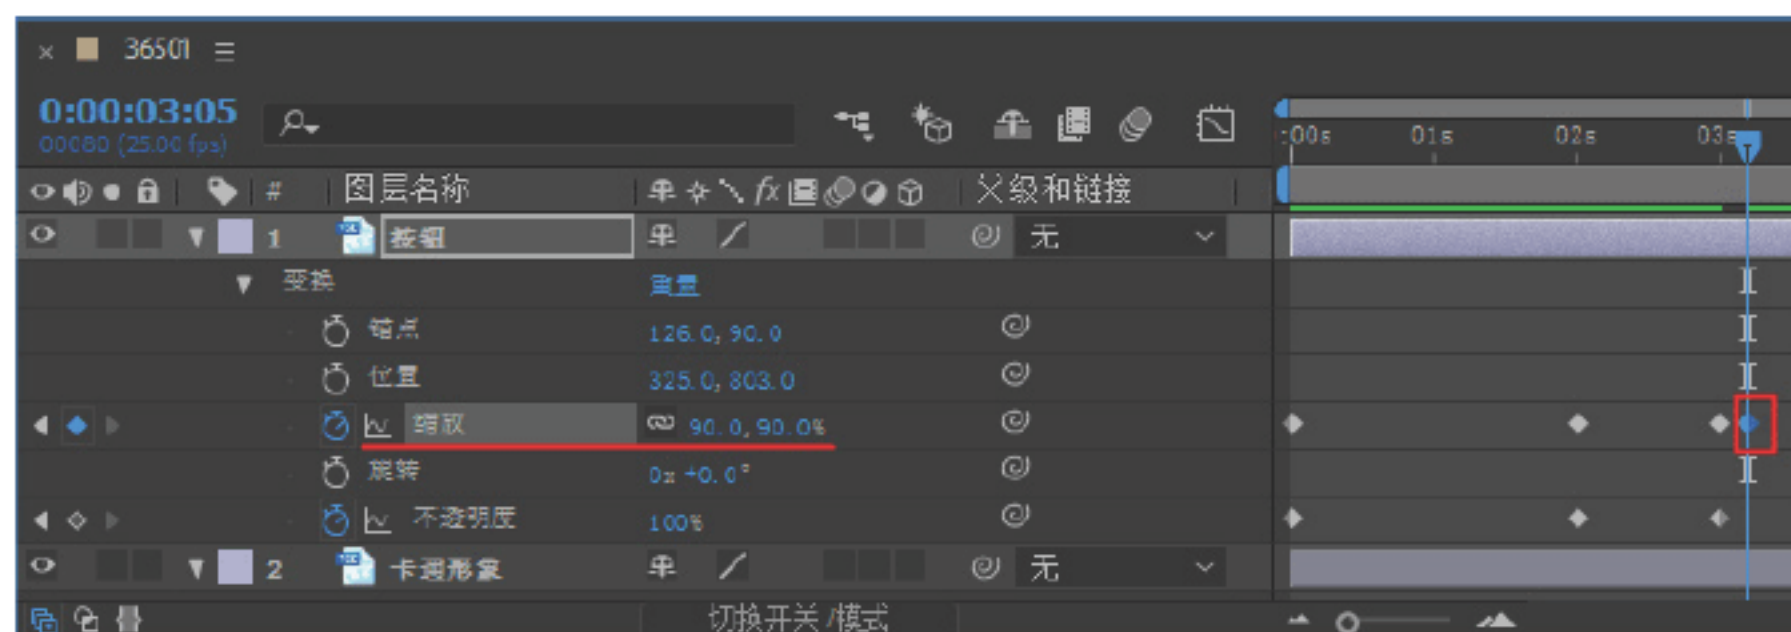 36501
0:00:03:05
00080 (25.00 fps)
:00s 01s 02s 03s
# 图层名称 fx 父级和链接
1 按钮 无
变换 重置
锚点 126.0, 90.0
位置 325.0, 803.0
缩放 90.0, 90.0%
旋转 0x +0.0°
不透明度 100%
2 卡通形象 无
切换开关/模式